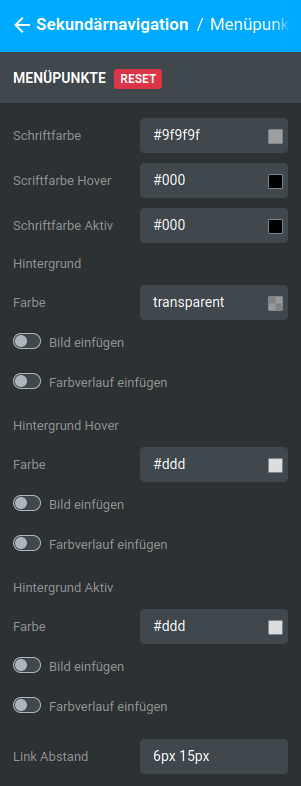 Sekundärnavigation / Menüpunk
MENÜPUNKTE RESET
Schriftfarbe #9f9f9f
Scriftfarbe Hover #000
Schriftfarbe Aktiv #000
Hintergrund
Farbe transparent
Bild einfügen
Farbverlauf einfügen
Hintergrund Hover
Farbe #ddd
Bild einfügen
Farbverlauf einfügen
Hintergrund Aktiv
Farbe #ddd
Bild einfügen
Farbverlauf einfügen
Link Abstand 6px 15px